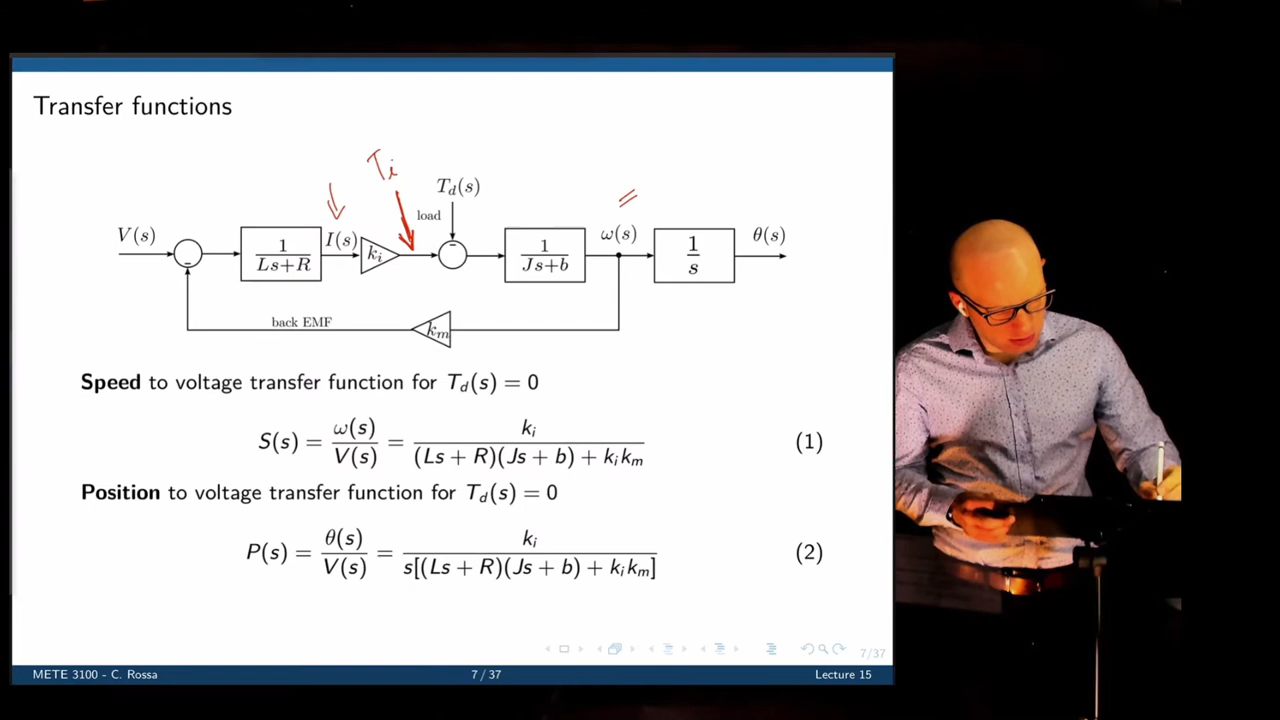 Transfer functions
T_i
T_d(s)
load
V(s)
-
1/(Ls+R)
I(s)
k_i
-
1/(Js+b)
=
ω(s)
1/s
θ(s)
back EMF
k_m
Speed to voltage transfer function for T_d(s) = 0
S(s) = ω(s)/V(s) = k_i/((Ls + R)(Js + b) + k_i k_m) (1)
Position to voltage transfer function for T_d(s) = 0
P(s) = θ(s)/V(s) = k_i/(s[(Ls + R)(Js + b) + k_i k_m]) (2)
7/37
METE 3100 - C. Rossa 7 / 37 Lecture 15